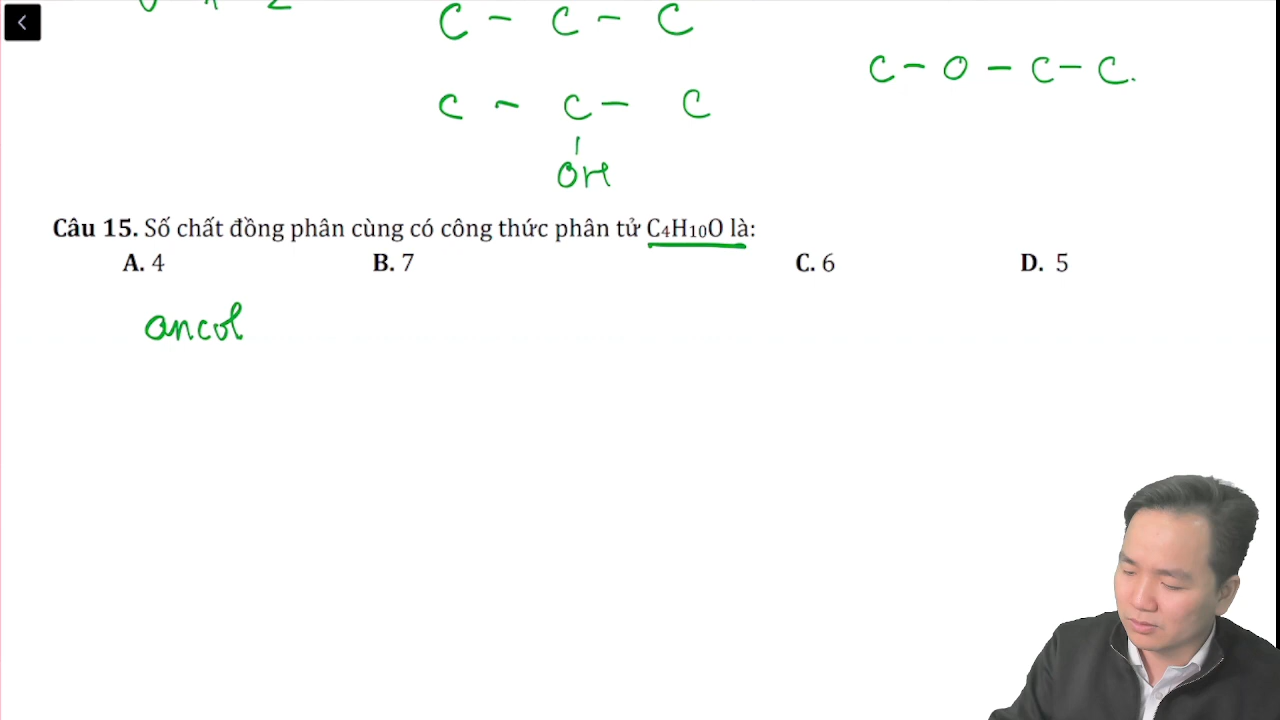 C - C - C
C - O - C - C.
C - C - C
OH
Câu 15. Số chất đồng phân cùng có công thức phân tử C₄H₁₀O là:
A. 4 B. 7 C. 6 D. 5
ancol